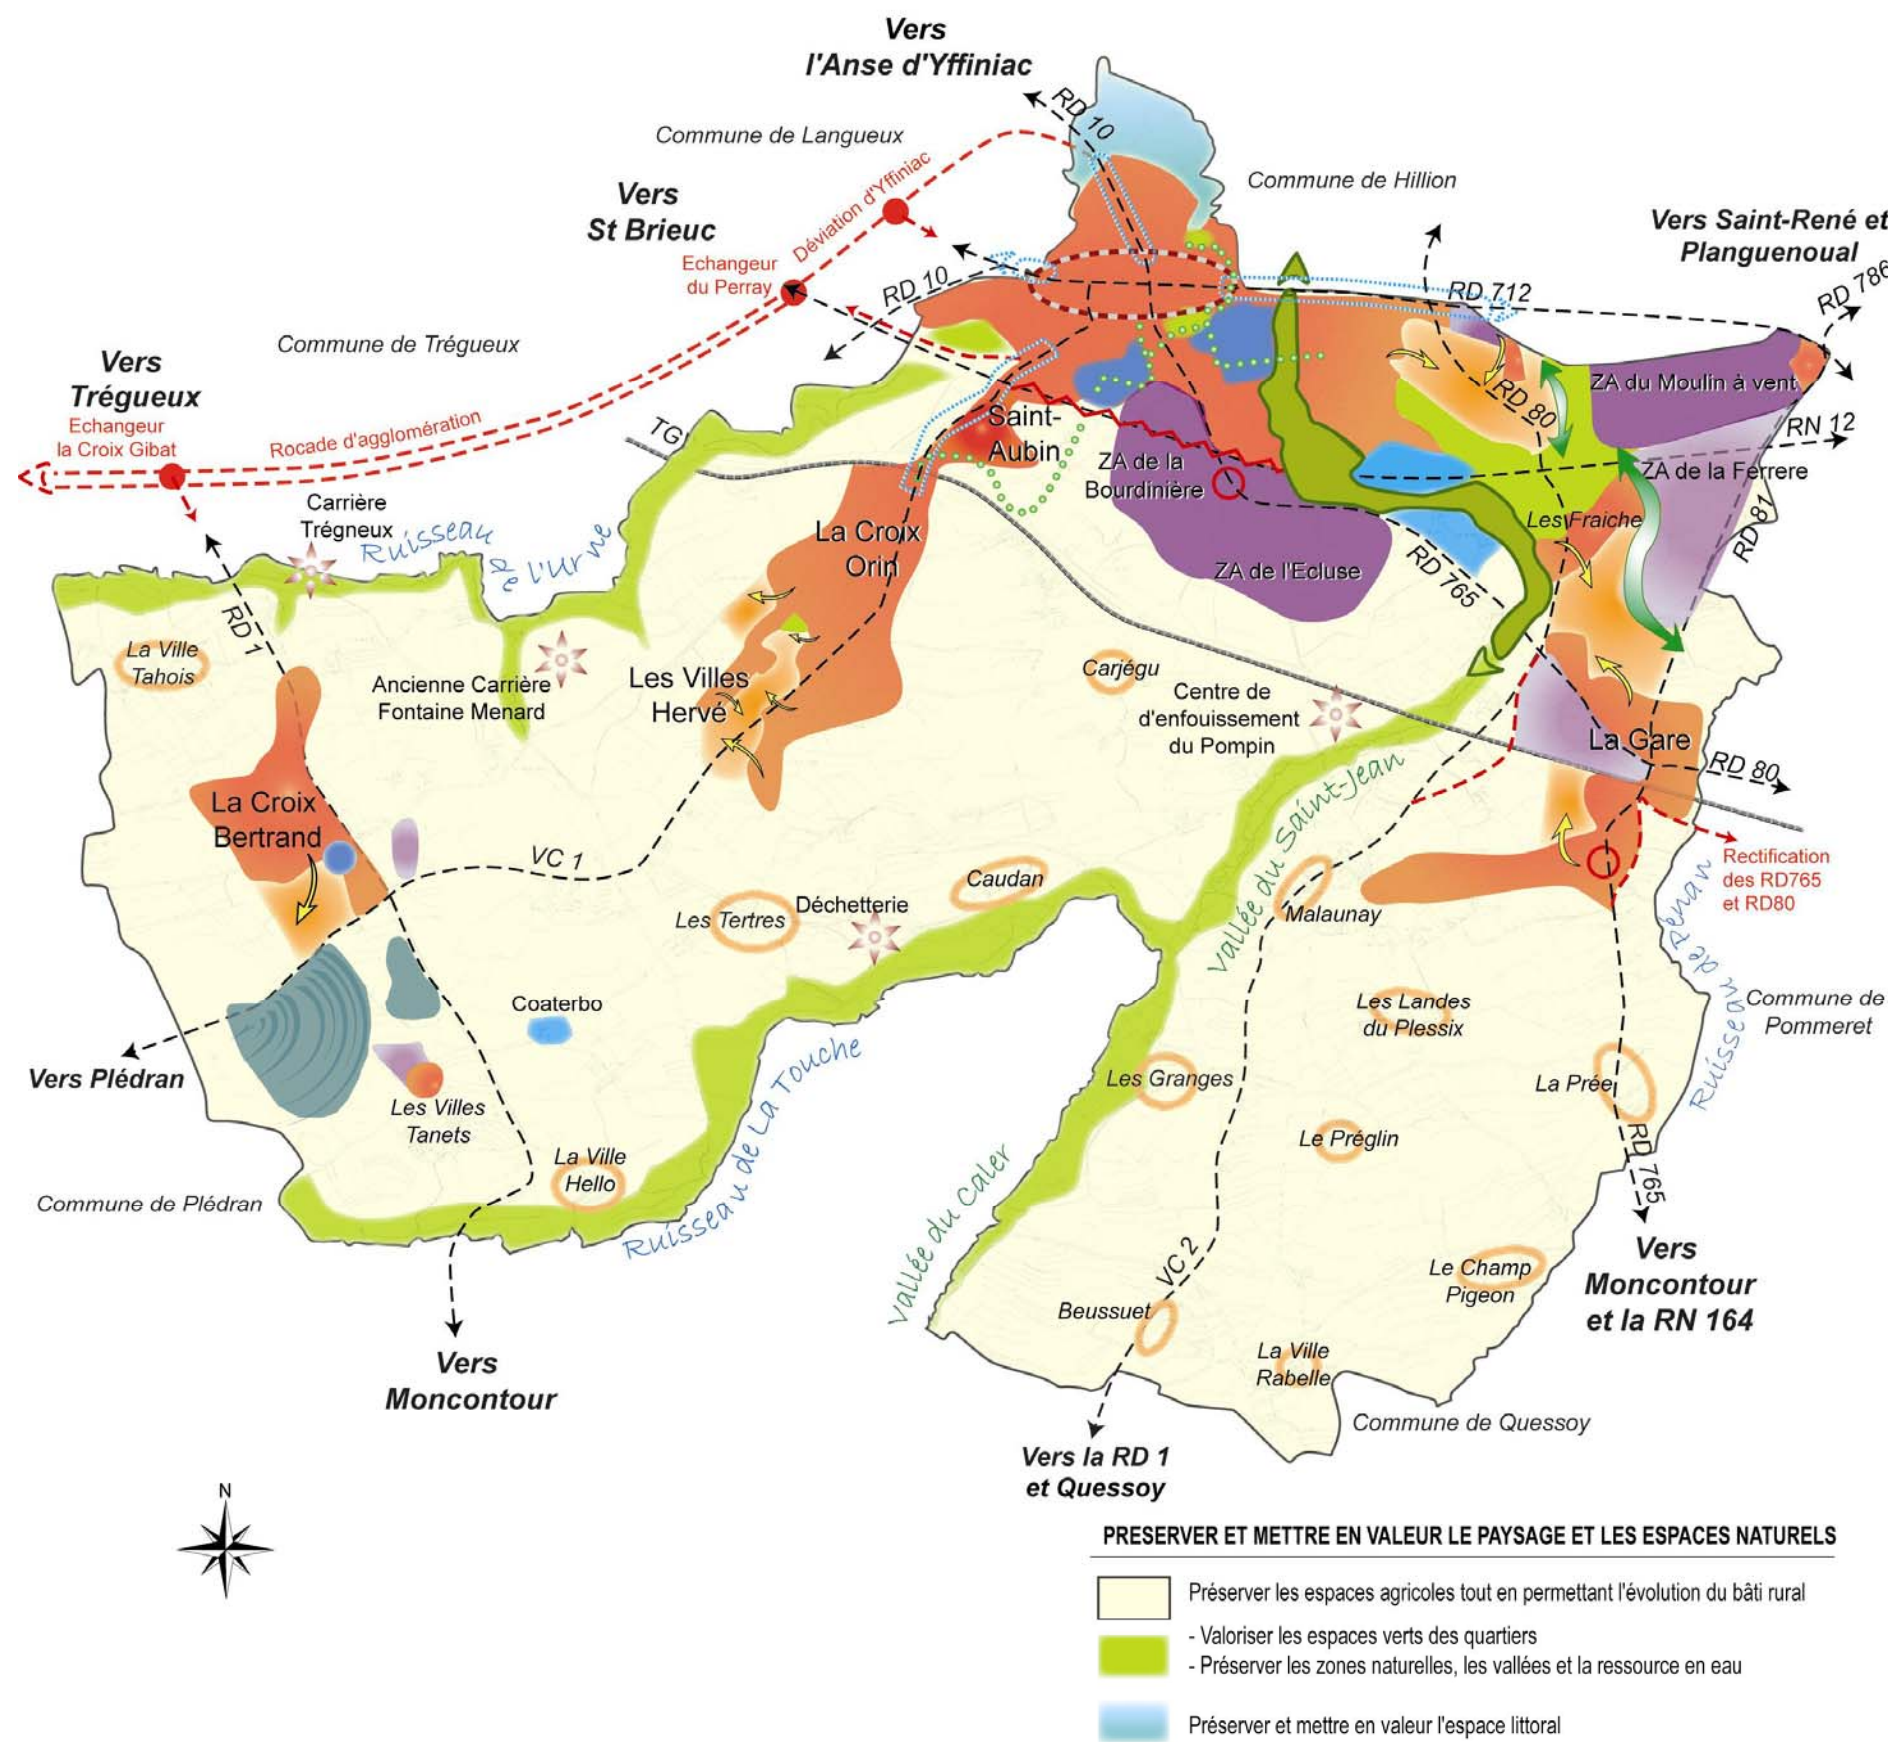 Vers
l'Anse d'Yffiniac
RD 10
Commune de Langueux
Commune de Hillion
Vers
St Brieuc
Déviation d'Yffiniac
Vers Saint-René et
Planguenoual
Echangeur
du Perray
RD 10
RD 712
RD 786
Commune de Trégueux
Vers
Trégueux
Echangeur
la Croix Gibat
Rocade d'agglomération
TG
Saint-
Aubin
RD 80
ZA du Moulin à vent
RN 12
ZA de la
Bourdinière
ZA de la Ferrere
RD 81
Carrière
Trégneux
Ruisseau
de
l'Urne
La Croix
Orin
Les Fraiche
ZA de l'Ecluse
RD 765
RD 1
La Ville
Tahois
Ancienne Carrière
Fontaine Menard
Les Villes
Hervé
Carjégu
Centre de
d'enfouissement
du Pompin
La Gare
RD 80
La Croix
Bertrand
VC 1
Vallée du Saint-Jean
Rectification
des RD765
et RD80
Caudan
Les Tertres
Déchetterie
Malaunay
Ruisseau de Pénan
Coaterbo
Les Landes
du Plessix
Commune de
Pommeret
Vers Plédran
Ruisseau de La Touche
Les Granges
La Prée
Les Villes
Tanets
Le Préglin
RD 765
La Ville
Hello
Vallée du Caler
Commune de Plédran
VC 2
Vers
Moncontour
et la RN 164
Le Champ
Pigeon
Beussuet
La Ville
Rabelle
Vers
Moncontour
Commune de Quessoy
Vers la RD 1
et Quessoy
N
PRESERVER ET METTRE EN VALEUR LE PAYSAGE ET LES ESPACES NATURELS
Préserver les espaces agricoles tout en permettant l'évolution du bâti rural
- Valoriser les espaces verts des quartiers
- Préserver les zones naturelles, les vallées et la ressource en eau
Préserver et mettre en valeur l'espace littoral